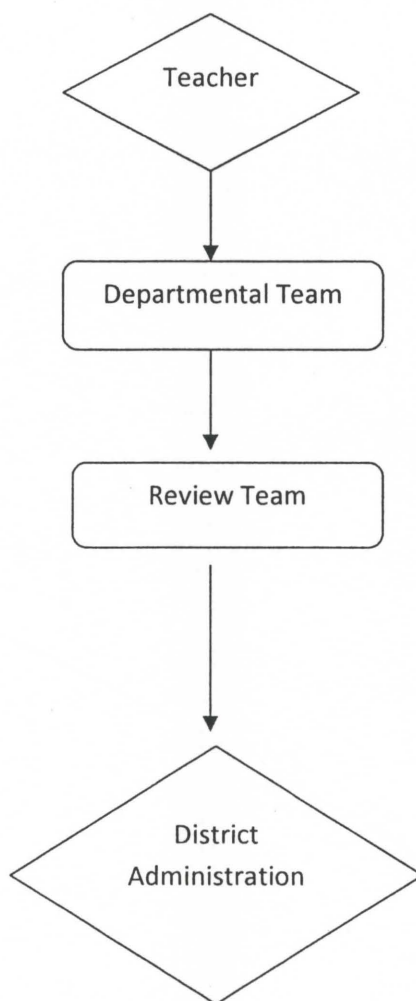 Teacher
Departmental Team
Review Team
District
Administration